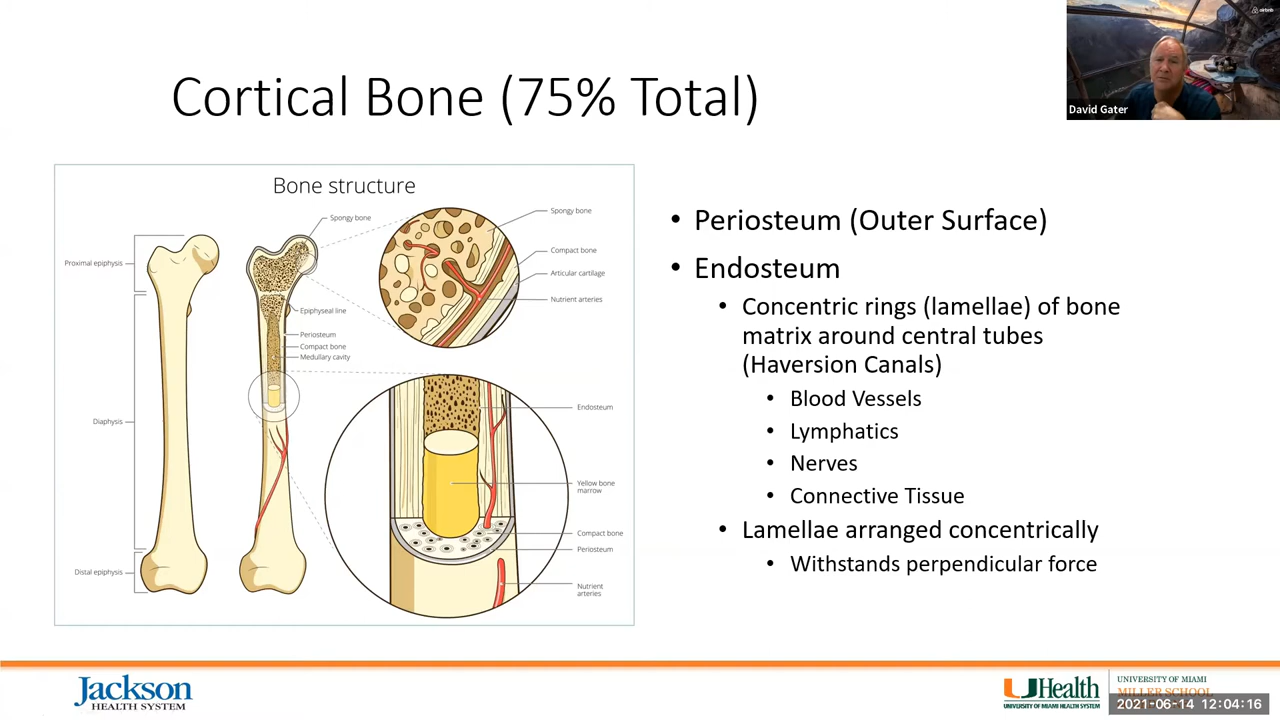 airbnb
David Gater
Cortical Bone (75% Total)
Bone structure
Spongy bone
Proximal epiphysis
Epiphyseal line
Periosteum
Compact bone
Medullary cavity
Diaphysis
Distal epiphysis
Spongy bone
Compact bone
Articular cartilage
Nutrient arteries
Endosteum
Yellow bone
marrow
Compact bone
Periosteum
Nutrient
arteries
• Periosteum (Outer Surface)
• Endosteum
• Concentric rings (lamellae) of bone
matrix around central tubes
(Haversion Canals)
• Blood Vessels
• Lymphatics
• Nerves
• Connective Tissue
• Lamellae arranged concentrically
• Withstands perpendicular force
Jackson
HEALTH SYSTEM
UHealth
UNIVERSITY OF MIAMI HEALTH SYSTEM
UNIVERSITY OF MIAMI
MILLER SCHOOL
2021-06-14 12:04:16